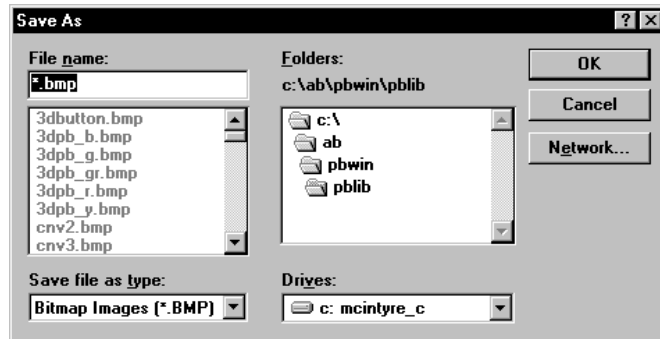 Save As
File name:
*.bmp
3dbutton.bmp
3dpb_b.bmp
3dpb_g.bmp
3dpb_gr.bmp
3dpb_r.bmp
3dpb_y.bmp
cnv2.bmp
cnv3.bmp
Save file as type:
Bitmap Images (*.BMP)
Folders:
c:\ab\pbwin\pblib
c:\
ab
pbwin
pblib
Drives:
c: mcintyre_c
OK
Cancel
Network...